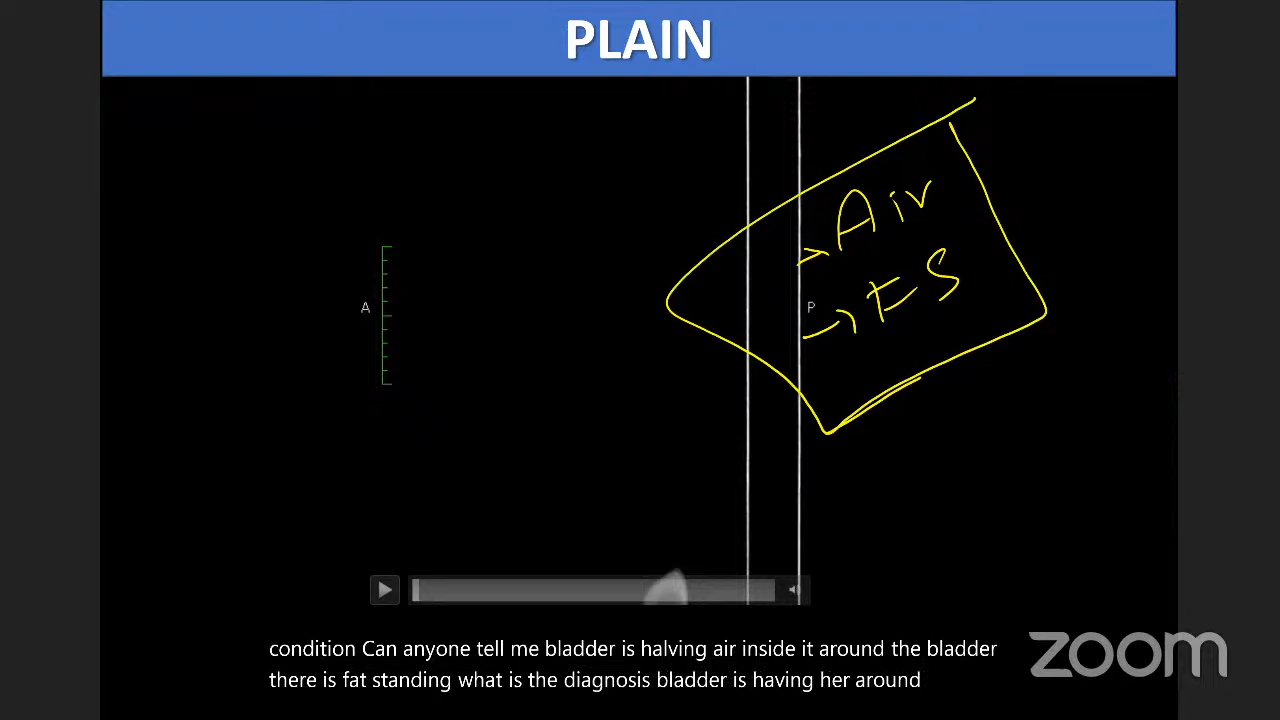 PLAIN
Air
FS
A
P
condition Can anyone tell me bladder is halving air inside it around the bladder
there is fat standing what is the diagnosis bladder is having her around
zoom